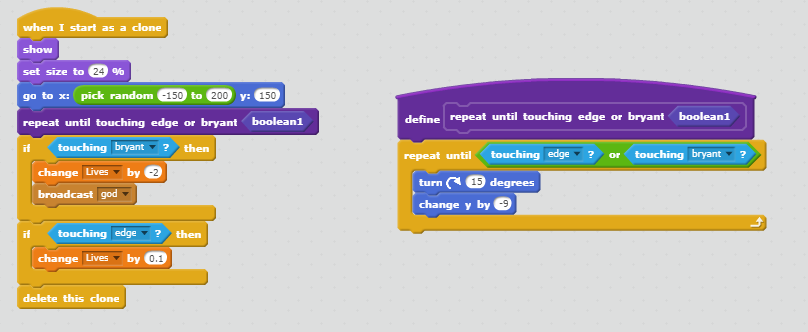 when I start as a clone
show
set size to 24 %
go to x: pick random -150 to 200 y: 150
repeat until touching edge or bryant boolean1
if touching bryant ? then
change Lives by -2
broadcast god
if touching edge ? then
change Lives by 0.1
delete this clone
define repeat until touching edge or bryant boolean1
repeat until touching edge ? or touching bryant ?
turn 15 degrees
change y by -9